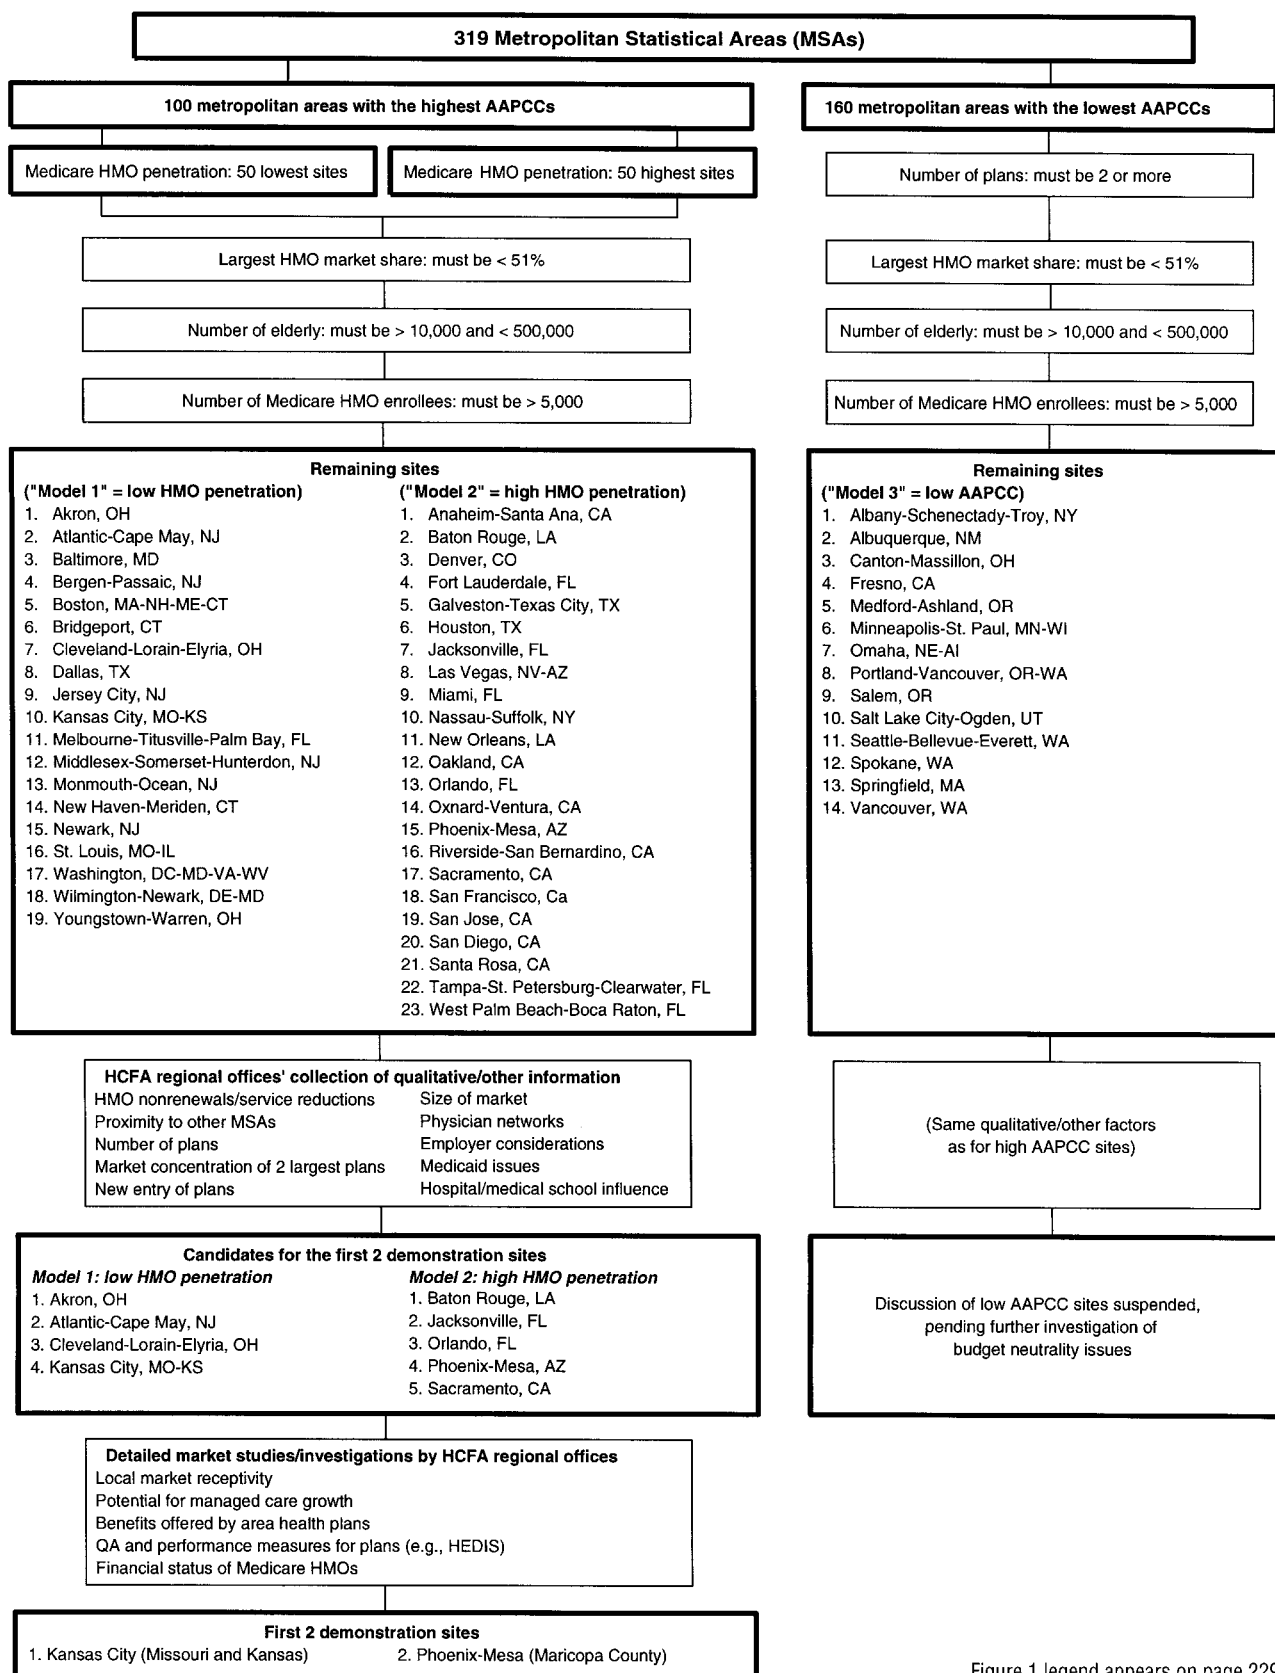 319 Metropolitan Statistical Areas (MSAs)
100 metropolitan areas with the highest AAPCCs
160 metropolitan areas with the lowest AAPCCs
Medicare HMO penetration: 50 lowest sites
Medicare HMO penetration: 50 highest sites
Number of plans: must be 2 or more
Largest HMO market share: must be < 51%
Largest HMO market share: must be < 51%
Number of elderly: must be > 10,000 and < 500,000
Number of elderly: must be > 10,000 and < 500,000
Number of Medicare HMO enrollees: must be > 5,000
Number of Medicare HMO enrollees: must be > 5,000
Remaining sites
("Model 1" = low HMO penetration)
1. Akron, OH
2. Atlantic-Cape May, NJ
3. Baltimore, MD
4. Bergen-Passaic, NJ
5. Boston, MA-NH-ME-CT
6. Bridgeport, CT
7. Cleveland-Lorain-Elyria, OH
8. Dallas, TX
9. Jersey City, NJ
10. Kansas City, MO-KS
11. Melbourne-Titusville-Palm Bay, FL
12. Middlesex-Somerset-Hunterdon, NJ
13. Monmouth-Ocean, NJ
14. New Haven-Meriden, CT
15. Newark, NJ
16. St. Louis, MO-IL
17. Washington, DC-MD-VA-WV
18. Wilmington-Newark, DE-MD
19. Youngstown-Warren, OH
("Model 2" = high HMO penetration)
1. Anaheim-Santa Ana, CA
2. Baton Rouge, LA
3. Denver, CO
4. Fort Lauderdale, FL
5. Galveston-Texas City, TX
6. Houston, TX
7. Jacksonville, FL
8. Las Vegas, NV-AZ
9. Miami, FL
10. Nassau-Suffolk, NY
11. New Orleans, LA
12. Oakland, CA
13. Orlando, FL
14. Oxnard-Ventura, CA
15. Phoenix-Mesa, AZ
16. Riverside-San Bernardino, CA
17. Sacramento, CA
18. San Francisco, Ca
19. San Jose, CA
20. San Diego, CA
21. Santa Rosa, CA
22. Tampa-St. Petersburg-Clearwater, FL
23. West Palm Beach-Boca Raton, FL
Remaining sites
("Model 3" = low AAPCC)
1. Albany-Schenectady-Troy, NY
2. Albuquerque, NM
3. Canton-Massillon, OH
4. Fresno, CA
5. Medford-Ashland, OR
6. Minneapolis-St. Paul, MN-WI
7. Omaha, NE-AI
8. Portland-Vancouver, OR-WA
9. Salem, OR
10. Salt Lake City-Ogden, UT
11. Seattle-Bellevue-Everett, WA
12. Spokane, WA
13. Springfield, MA
14. Vancouver, WA
HCFA regional offices' collection of qualitative/other information
HMO nonrenewals/service reductions
Proximity to other MSAs
Number of plans
Market concentration of 2 largest plans
New entry of plans
Size of market
Physician networks
Employer considerations
Medicaid issues
Hospital/medical school influence
(Same qualitative/other factors
as for high AAPCC sites)
Candidates for the first 2 demonstration sites
Model 1: low HMO penetration
1. Akron, OH
2. Atlantic-Cape May, NJ
3. Cleveland-Lorain-Elyria, OH
4. Kansas City, MO-KS
Model 2: high HMO penetration
1. Baton Rouge, LA
2. Jacksonville, FL
3. Orlando, FL
4. Phoenix-Mesa, AZ
5. Sacramento, CA
Discussion of low AAPCC sites suspended,
pending further investigation of
budget neutrality issues
Detailed market studies/investigations by HCFA regional offices
Local market receptivity
Potential for managed care growth
Benefits offered by area health plans
QA and performance measures for plans (e.g., HEDIS)
Financial status of Medicare HMOs
First 2 demonstration sites
1. Kansas City (Missouri and Kansas)
2. Phoenix-Mesa (Maricopa County)
Figure 1 legend appears on page 229